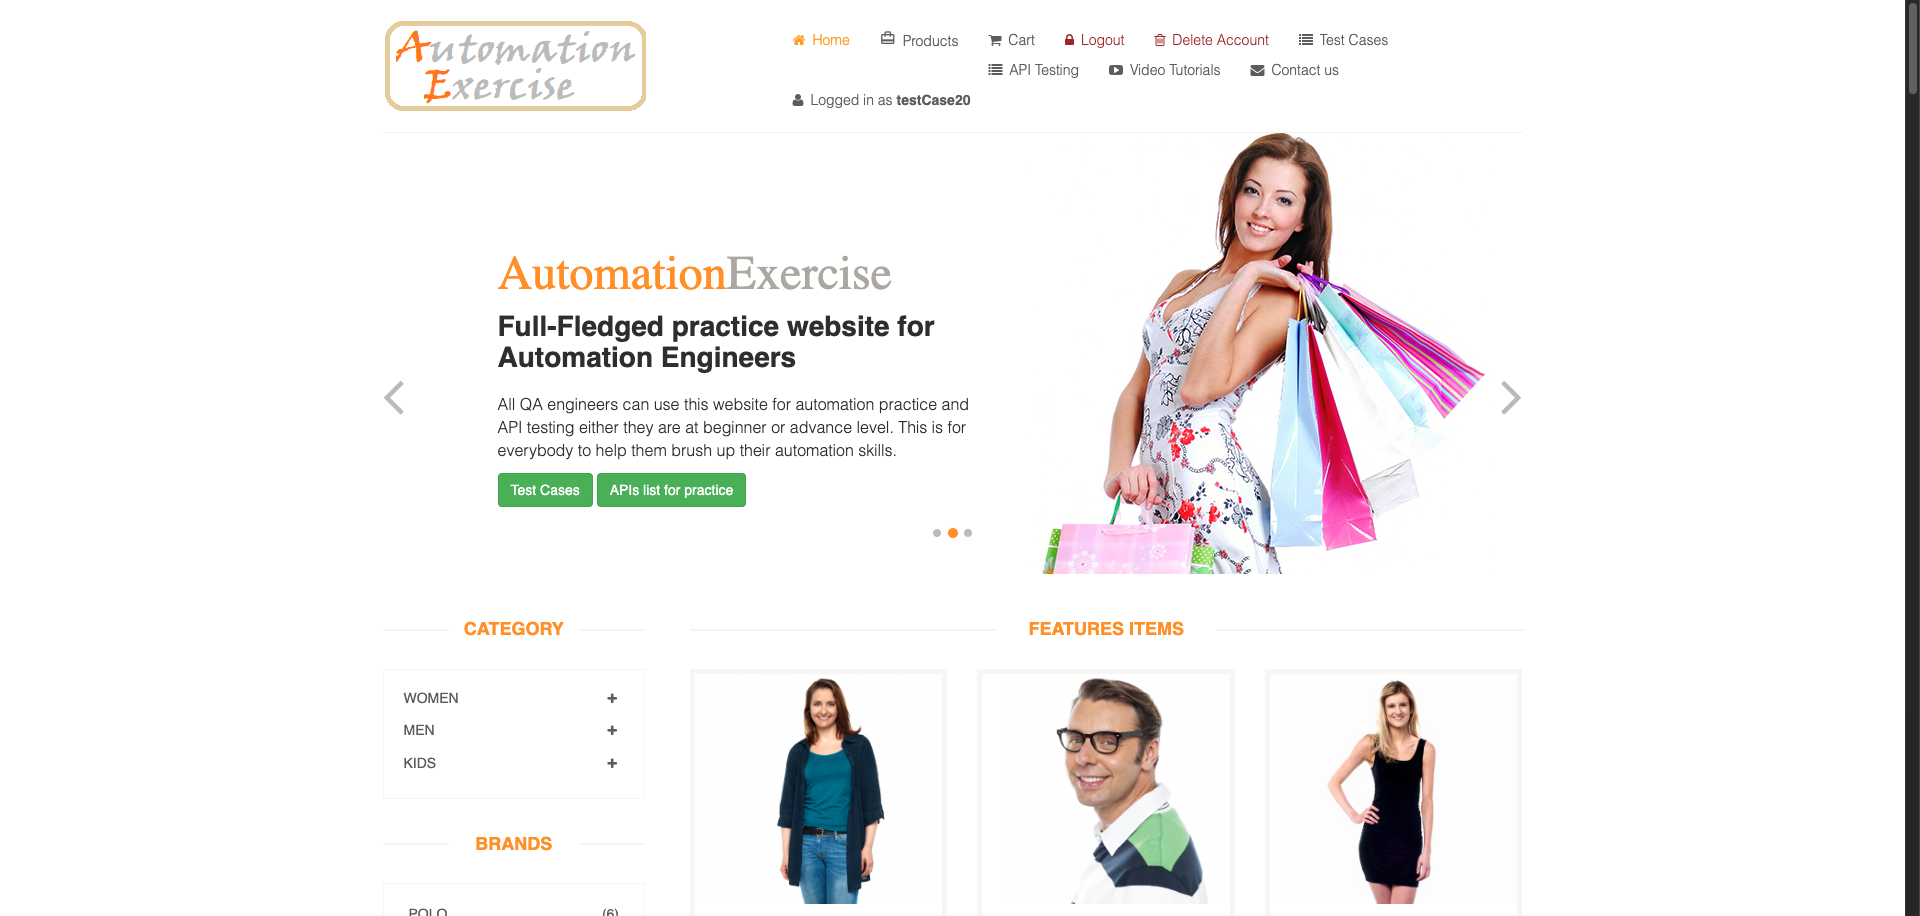 Automation
Exercise
Home Products Cart Logout Delete Account Test Cases
API Testing Video Tutorials Contact us
Logged in as testCase20
AutomationExercise
Full-Fledged practice website for
Automation Engineers
All QA engineers can use this website for automation practice and
API testing either they are at beginner or advance level. This is for
everybody to help them brush up their automation skills.
Test Cases APIs list for practice
CATEGORY
WOMEN
MEN
KIDS
BRANDS
POLO (6)
FEATURES ITEMS